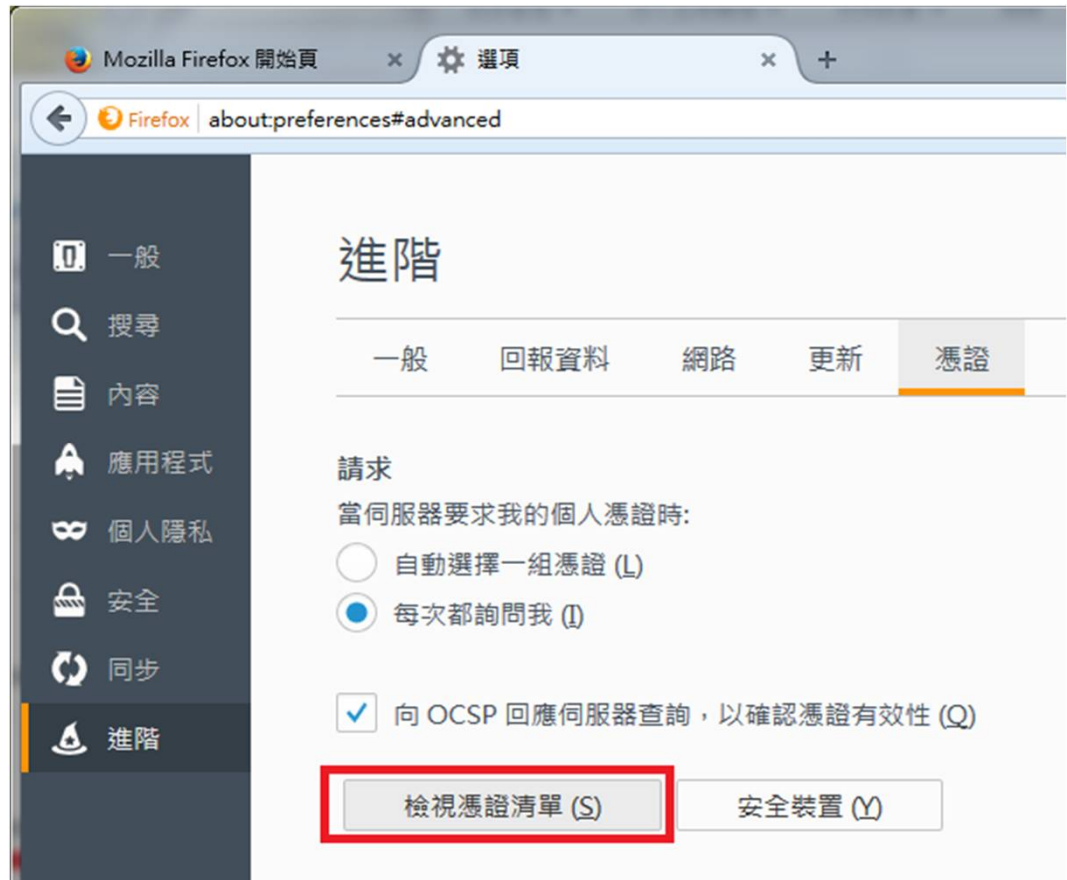 Mozilla Firefox 開始頁
選項
Firefox about:preferences#advanced
一般
搜尋
內容
應用程式
個人隱私
安全
同步
進階
進階
一般 回報資料 網路 更新 憑證
請求
當伺服器要求我的個人憑證時:
自動選擇一組憑證 (L)
每次都詢問我 (I)
向 OCSP 回應伺服器查詢，以確認憑證有效性 (Q)
檢視憑證清單 (S) 安全裝置 (Y)